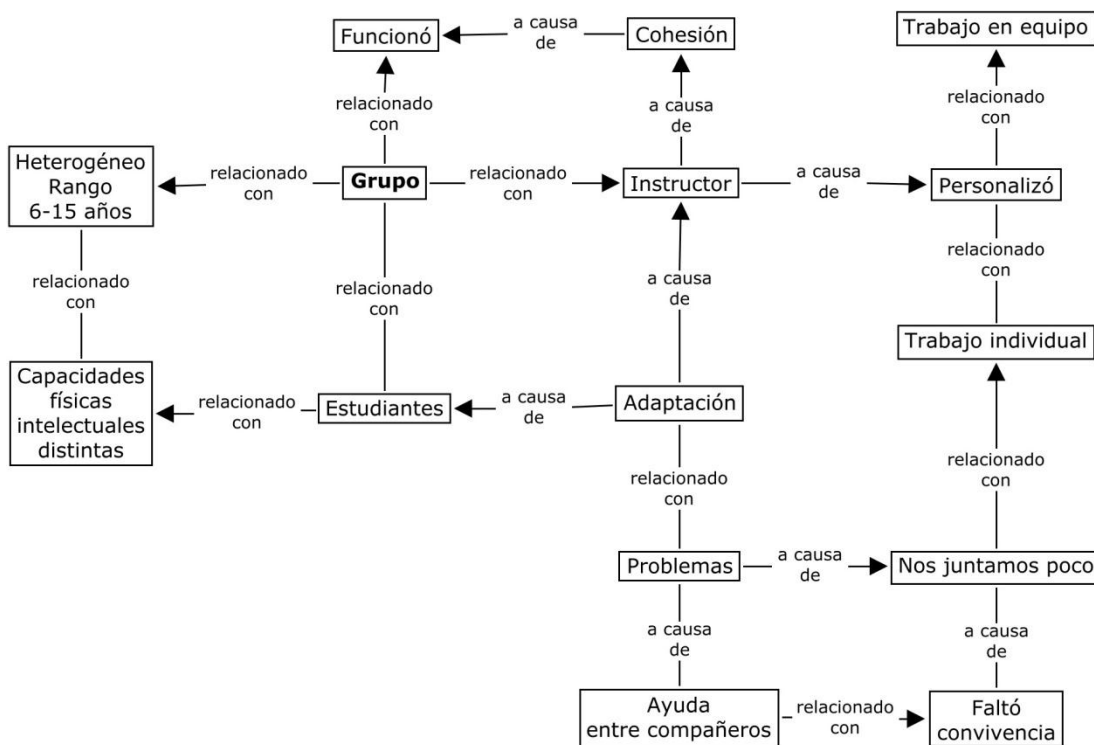 Funcionó
a causa
de
Cohesión
Trabajo en equipo
relacionado
con
a causa
de
relacionado
con
Heterogéneo
Rango
6-15 años
relacionado
con
Grupo
relacionado
con
Instructor
a causa
de
Personalizó
relacionado
con
relacionado
con
a causa
de
relacionado
con
Trabajo individual
Capacidades
físicas
intelectuales
distintas
relacionado
con
Estudiantes
a causa
de
Adaptación
relacionado
con
relacionado
con
Problemas
a causa
de
Nos juntamos poco
a causa
de
a causa
de
Ayuda
entre compañeros
relacionado
con
Faltó
convivencia